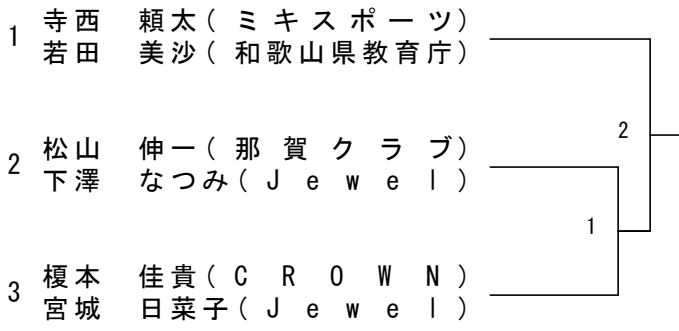 1 寺西 頼太(ミキスポーツ)
若田 美沙(和歌山県教育庁)
2
2 松山 伸一(那賀クラブ)
下澤 なつみ(Jewel)
1
3 榎本 佳貴(CROWN)
宮城 日菜子(Jewel)